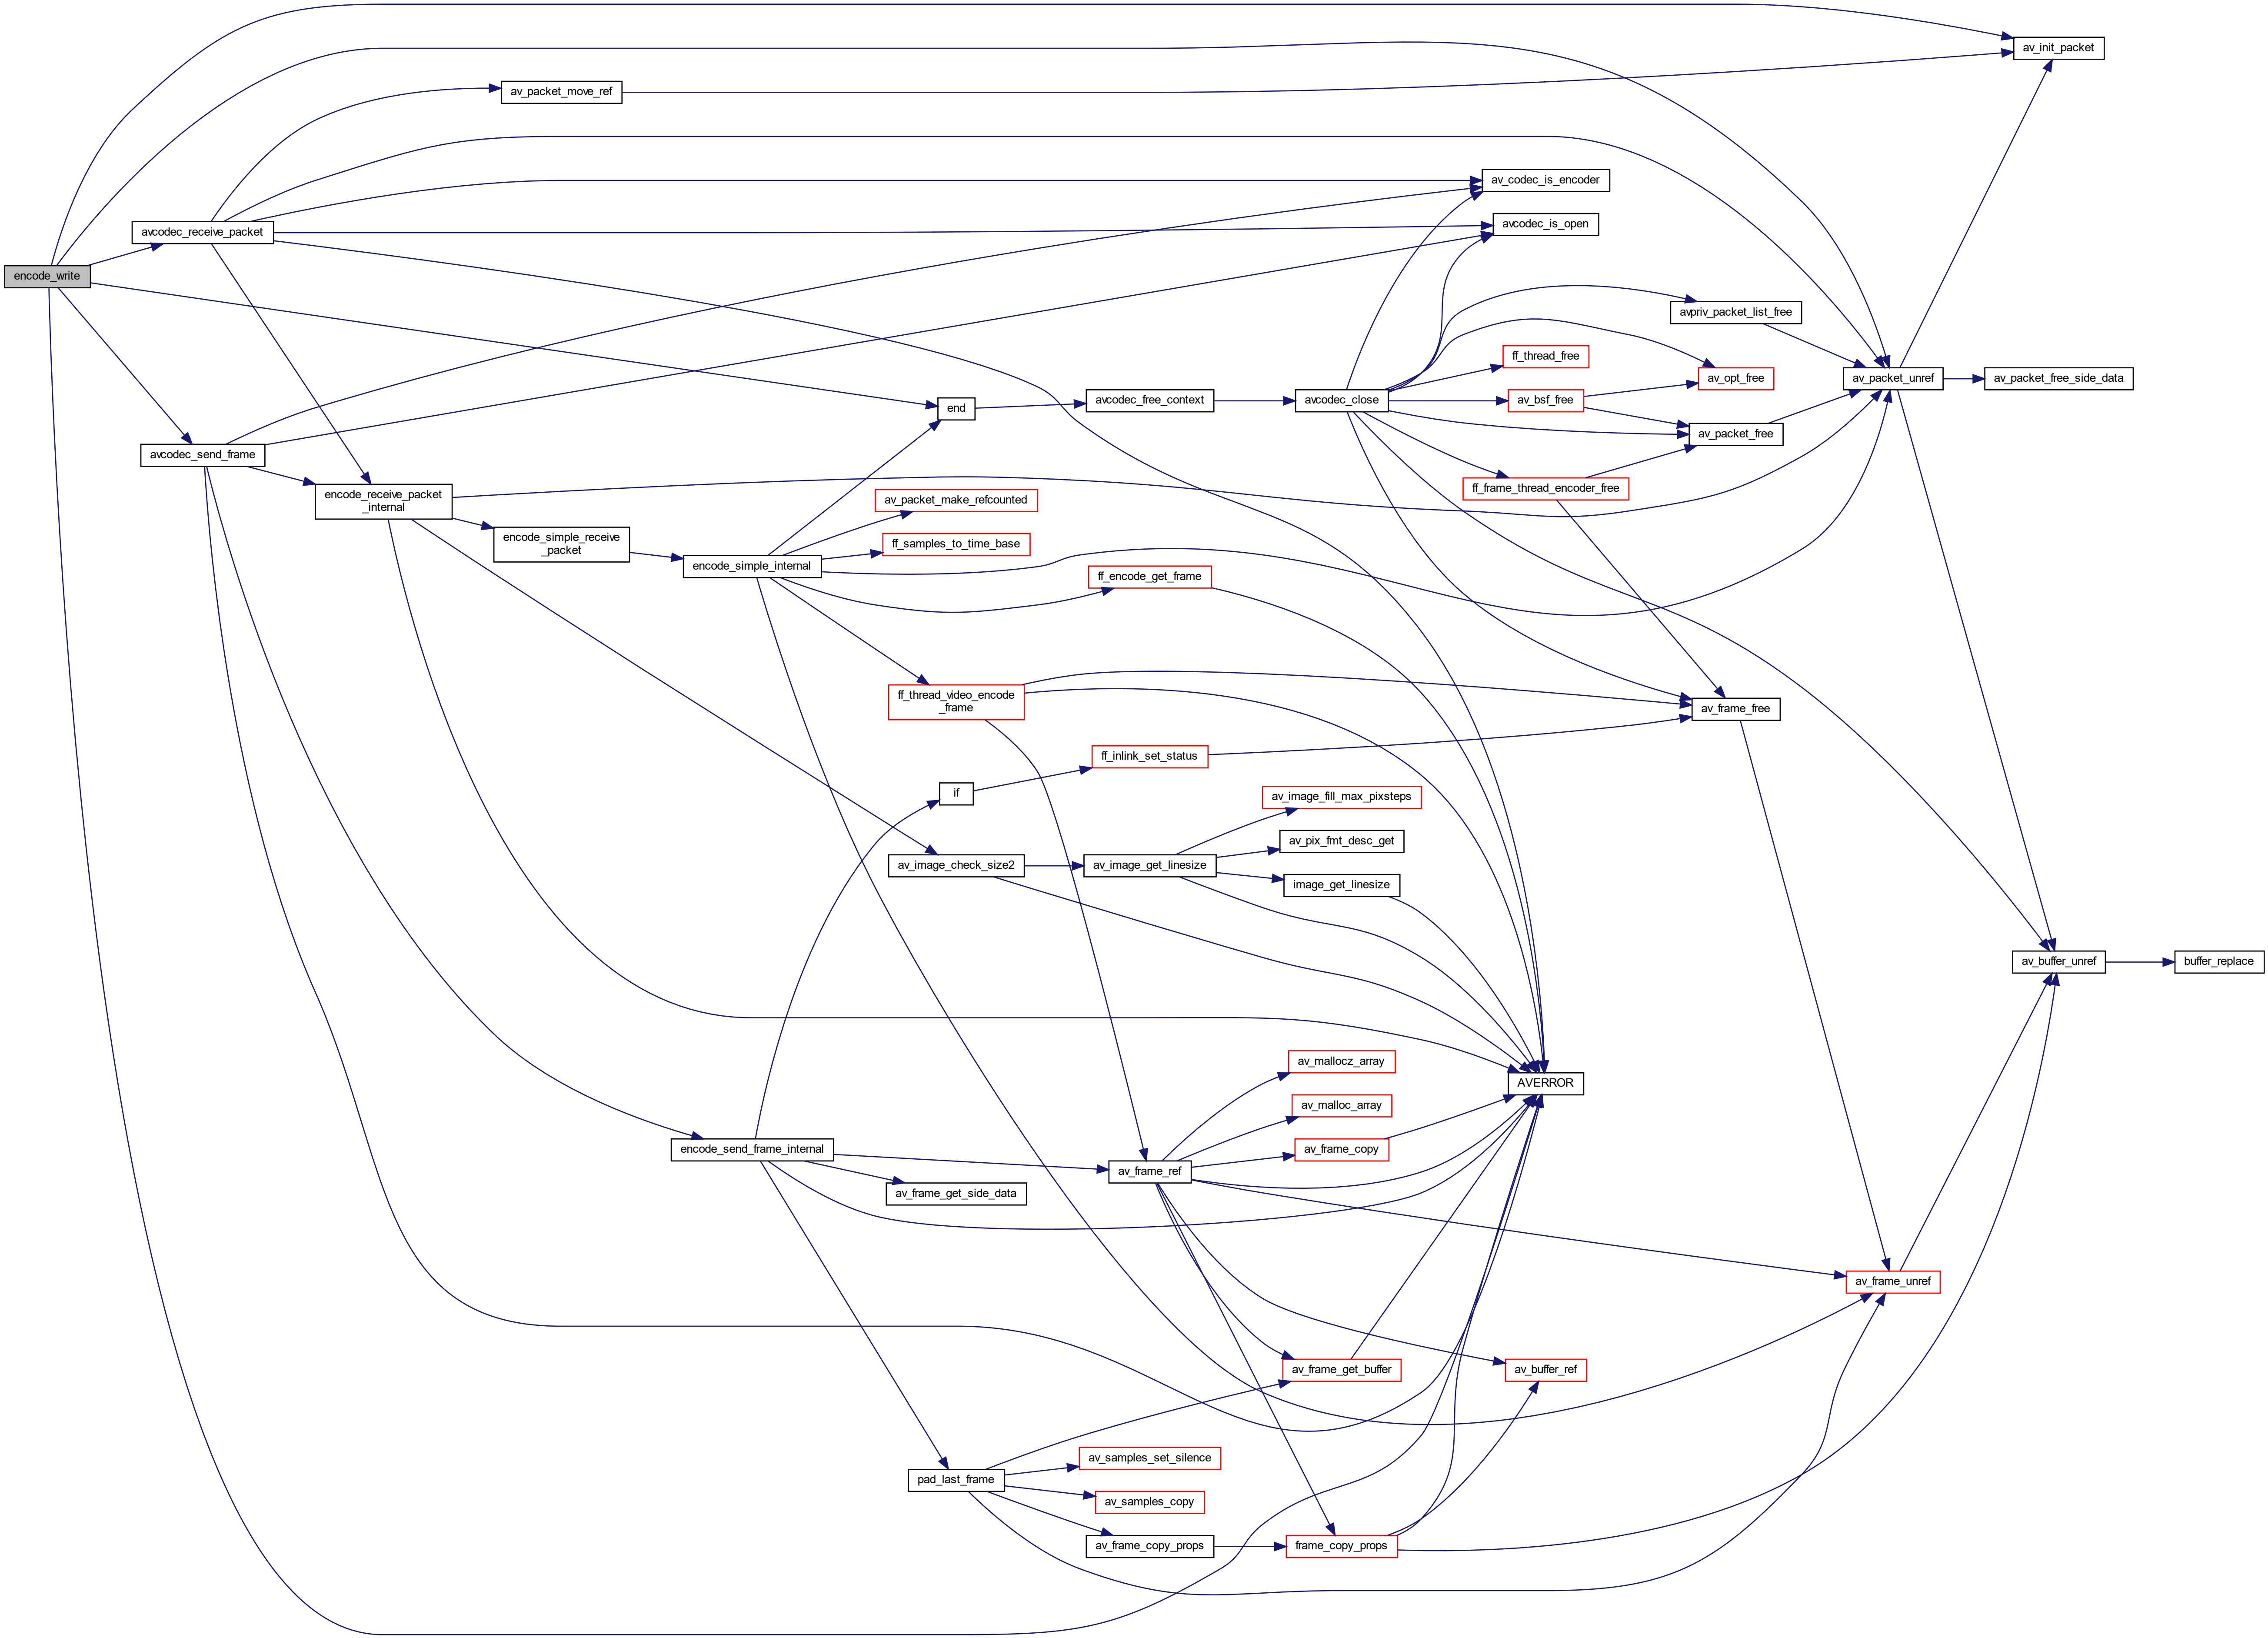 av_init_packet
av_packet_move_ref
av_codec_is_encoder
avcodec_is_open
avcodec_receive_packet
encode_write
avpriv_packet_list_free
ff_thread_free
av_opt_free
av_packet_unref
av_packet_free_side_data
avcodec_free_context
avcodec_close
av_bsf_free
end
av_packet_free
avcodec_send_frame
ff_frame_thread_encoder_free
encode_receive_packet
_internal
av_packet_make_refcounted
encode_simple_receive
_packet
ff_samples_to_time_base
encode_simple_internal
ff_encode_get_frame
ff_thread_video_encode
_frame
av_frame_free
ff_inlink_set_status
if
av_image_fill_max_pixsteps
av_pix_fmt_desc_get
av_image_check_size2
av_image_get_linesize
image_get_linesize
av_buffer_unref
buffer_replace
av_mallocz_array
AVERROR
av_malloc_array
encode_send_frame_internal
av_frame_copy
av_frame_ref
av_frame_get_side_data
av_frame_unref
av_frame_get_buffer
av_buffer_ref
av_samples_set_silence
pad_last_frame
av_samples_copy
av_frame_copy_props
frame_copy_props